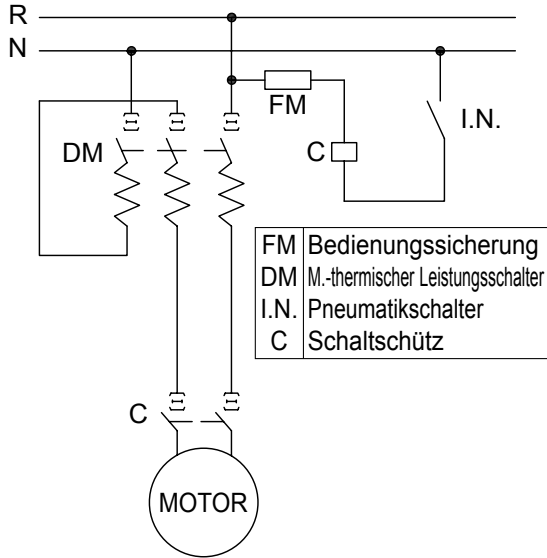 R
N
FM
I.N.
DM
C
FM Bedienungssicherung
DM M.-thermischer Leistungsschalter
I.N. Pneumatikschalter
C Schaltschütz
C
MOTOR